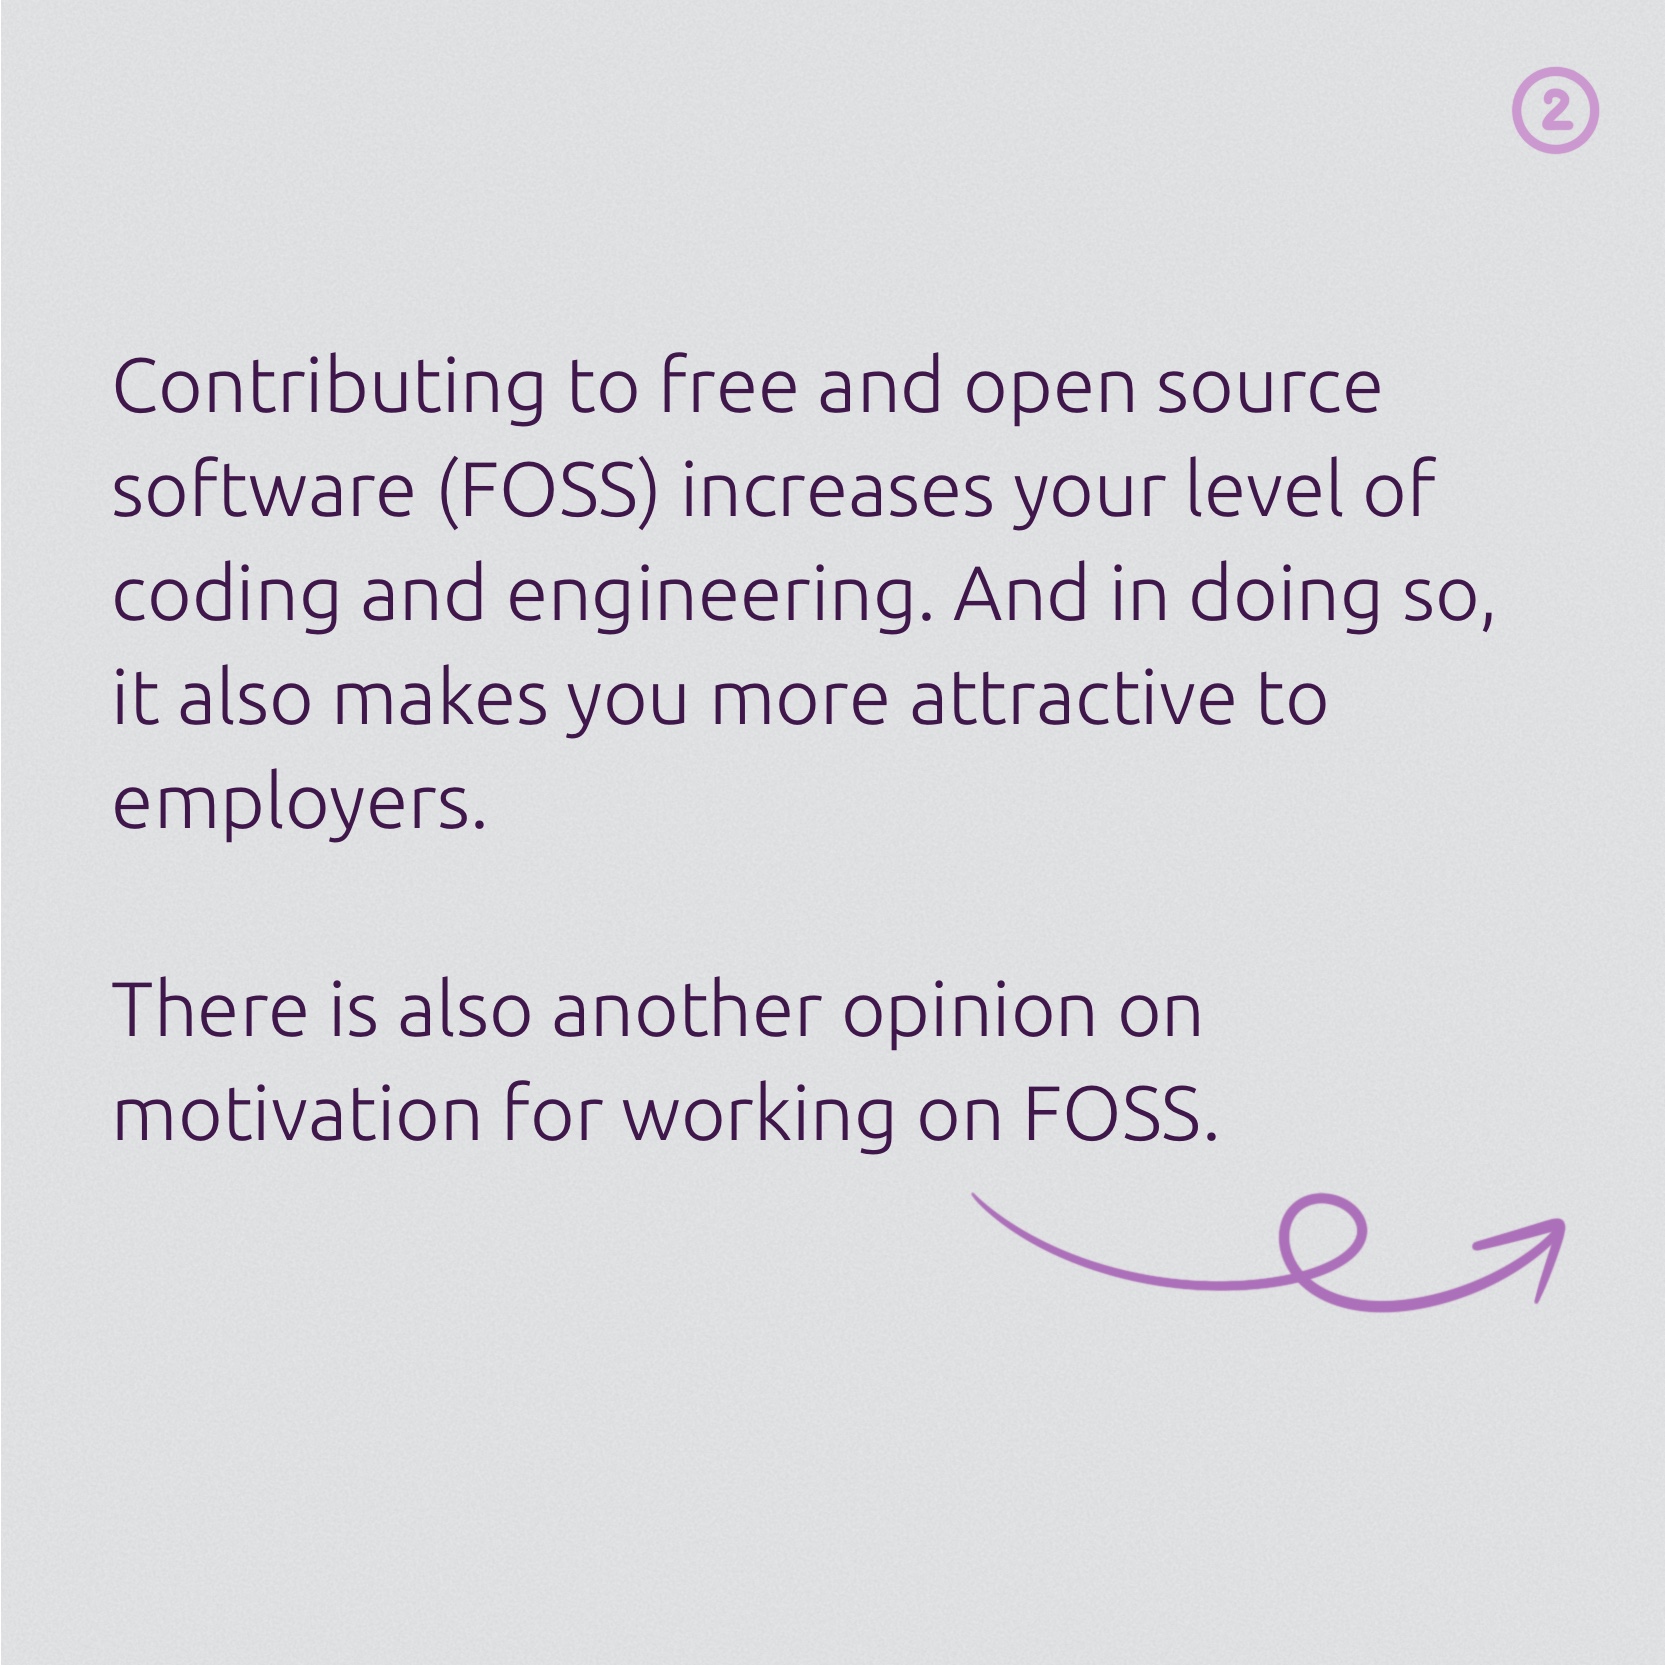 2
Contributing to free and open source
software (FOSS) increases your level of
coding and engineering. And in doing so,
it also makes you more attractive to
employers.
There is also another opinion on
motivation for working on FOSS.